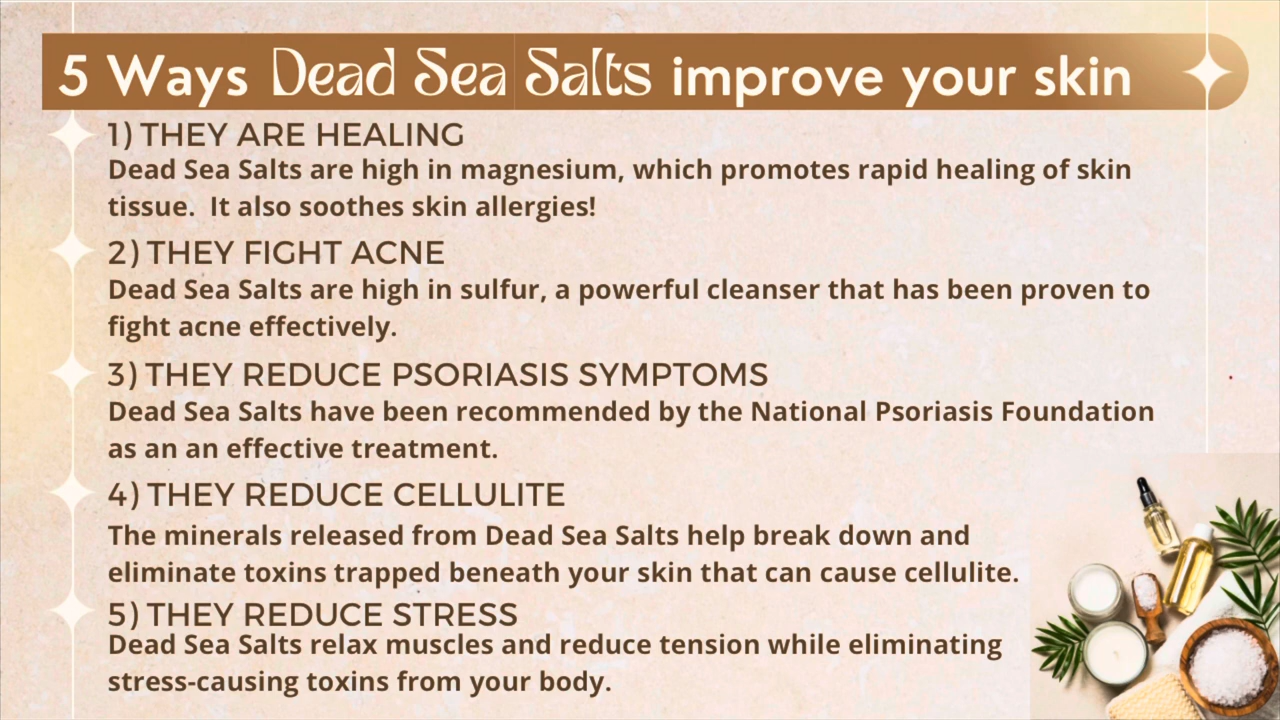 5 Ways Dead Sea Salts improve your skin
1) THEY ARE HEALING
Dead Sea Salts are high in magnesium, which promotes rapid healing of skin
tissue.  It also soothes skin allergies!
2) THEY FIGHT ACNE
Dead Sea Salts are high in sulfur, a powerful cleanser that has been proven to
fight acne effectively.
3) THEY REDUCE PSORIASIS SYMPTOMS
Dead Sea Salts have been recommended by the National Psoriasis Foundation
as an an effective treatment.
4) THEY REDUCE CELLULITE
The minerals released from Dead Sea Salts help break down and
eliminate toxins trapped beneath your skin that can cause cellulite.
5) THEY REDUCE STRESS
Dead Sea Salts relax muscles and reduce tension while eliminating
stress-causing toxins from your body.